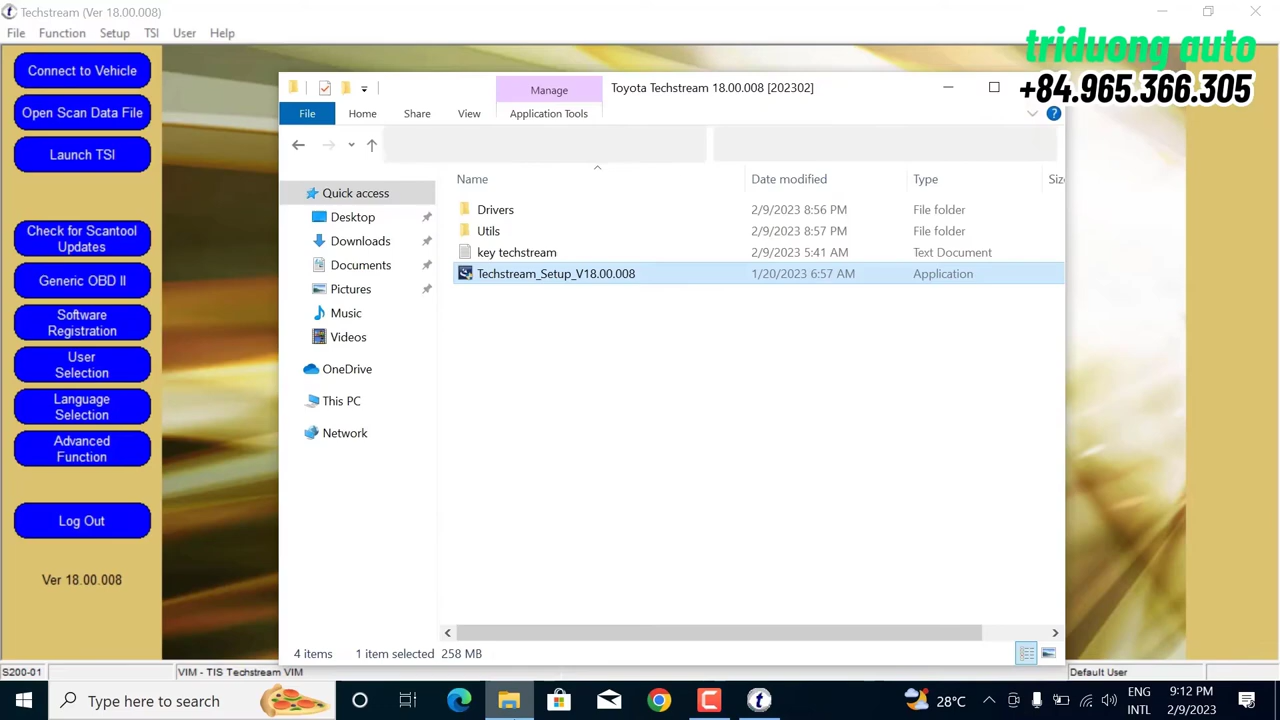 Techstream (Ver 18.00.008)
File Function Setup TSI User Help
triduong auto
+84.965.366.305
Connect to Vehicle
Open Scan Data File
Launch TSI
Check for Scantool
Updates
Generic OBD II
Software
Registration
User
Selection
Language
Selection
Advanced
Function
Log Out
Ver 18.00.008
Manage
Toyota Techstream 18.00.008 [202302]
File Home Share View Application Tools
Quick access
Desktop
Downloads
Documents
Pictures
Music
Videos
OneDrive
This PC
Network
Name Date modified Type Siz
Drivers 2/9/2023 8:56 PM File folder
Utils 2/9/2023 8:57 PM File folder
key techstream 2/9/2023 5:41 AM Text Document
Techstream_Setup_V18.00.008 1/20/2023 6:57 AM Application
4 items 1 item selected 258 MB
S200-01 VIM - TIS Techstream VIM Default User
Type here to search
28°C
ENG
INTL
9:12 PM
2/9/2023